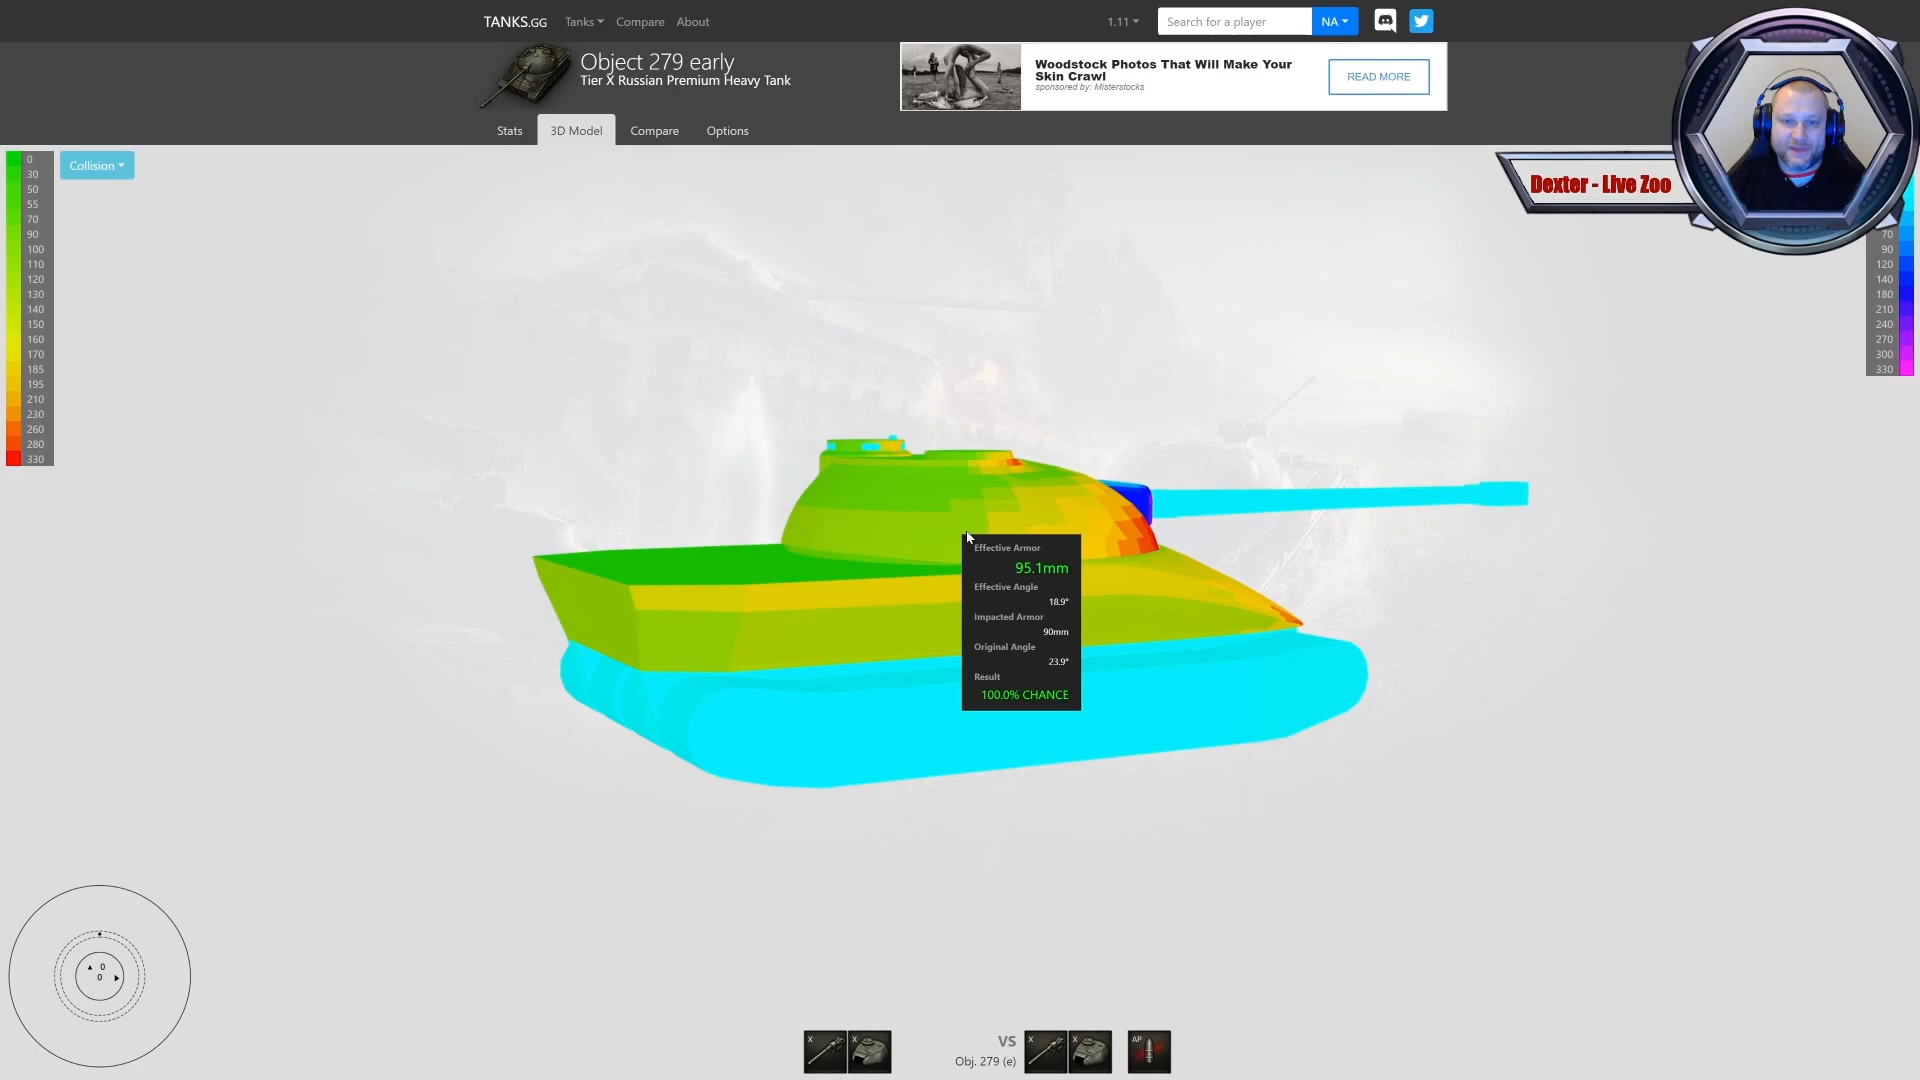 TANKS.GG Tanks Compare About 1.11 Search for a player NA
Object 279 early
Tier X Russian Premium Heavy Tank
Woodstock Photos That Will Make Your
Skin Crawl
sponsored by: Misterstocks
READ MORE
Stats 3D Model Compare Options
Collision
0
30
50
55
70
90
100
110
120
130
140
150
160
170
185
195
210
230
260
280
330
Dexter - Live Zoo
70
90
120
140
180
210
240
270
300
330
Effective Armor
95.1mm
Effective Angle
18.9°
Impacted Armor
90mm
Original Angle
23.9°
Result
100.0% CHANCE
0
0
X X VS X X AP
Obj. 279 (e)